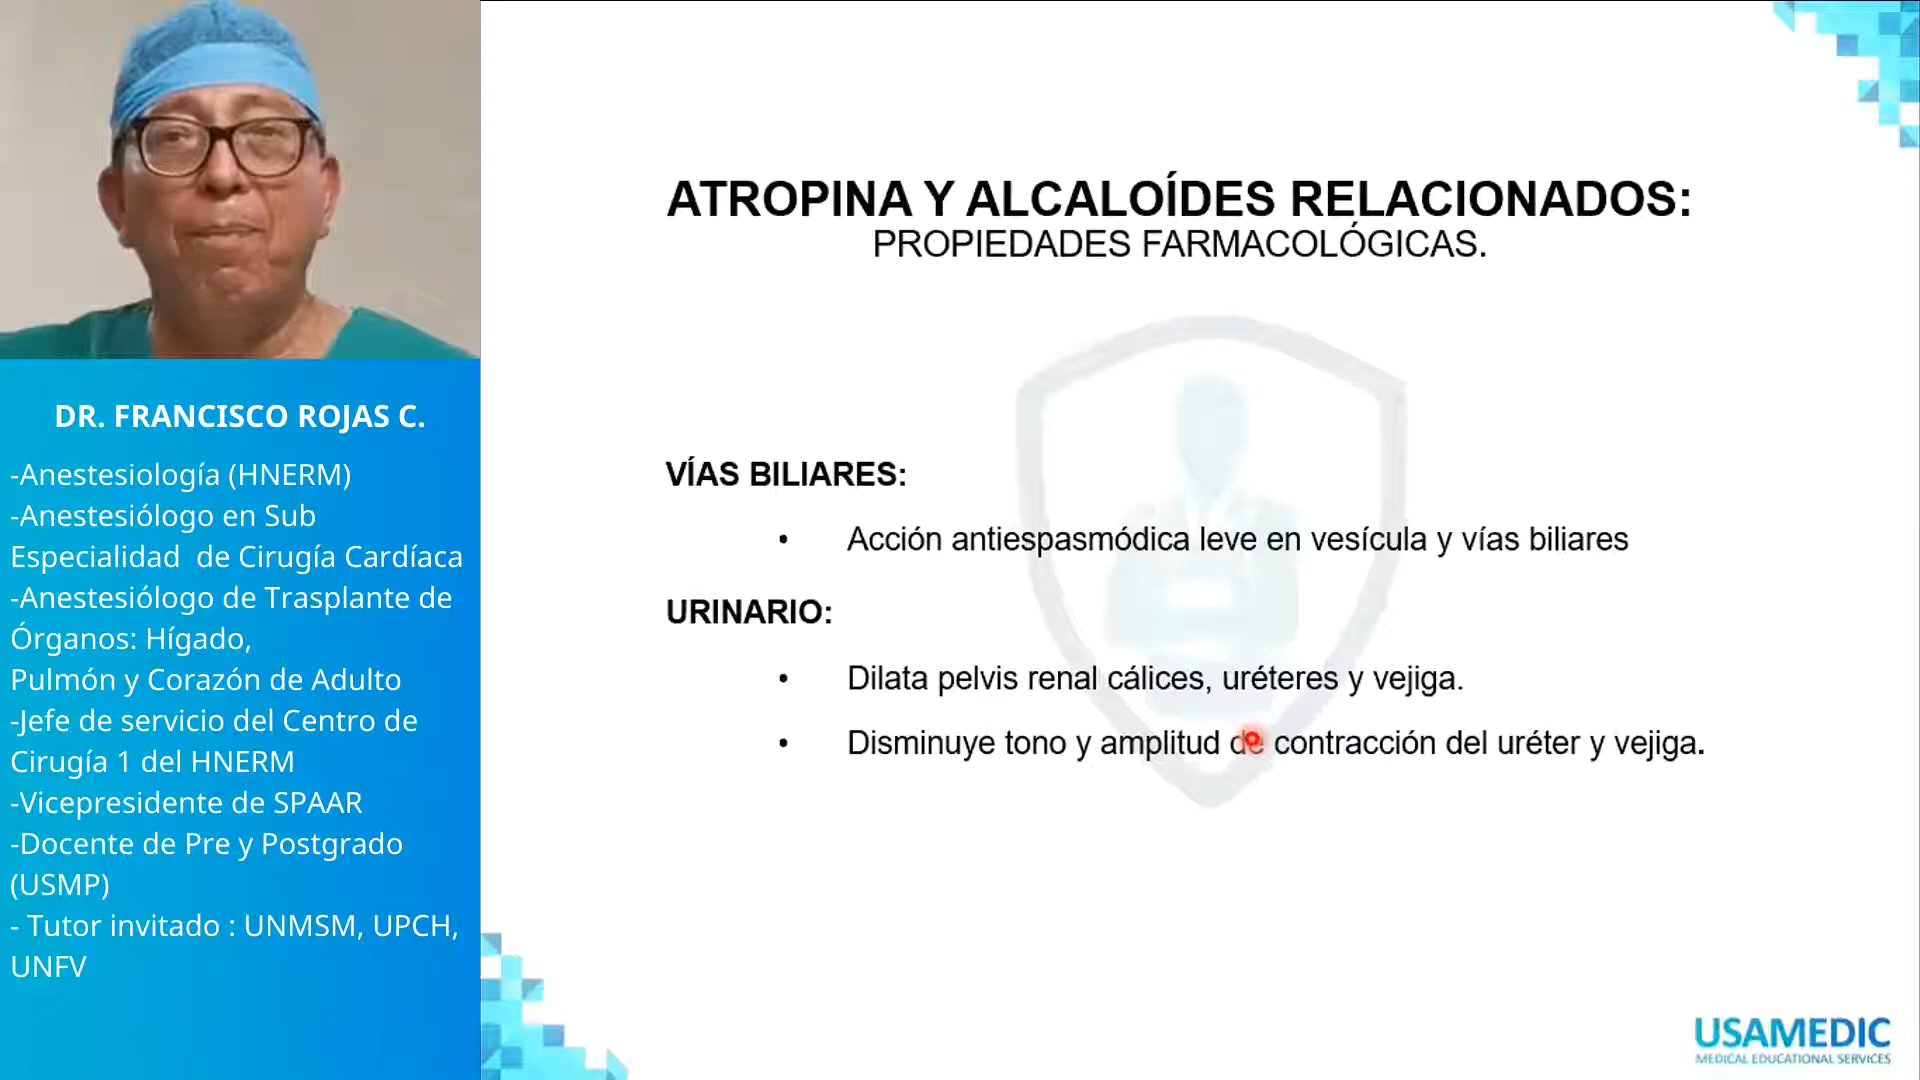 DR. FRANCISCO ROJAS C.
-Anestesiología (HNERM)
-Anestesiólogo en Sub
Especialidad  de Cirugía Cardíaca
-Anestesiólogo de Trasplante de
Órganos: Hígado,
Pulmón y Corazón de Adulto
-Jefe de servicio del Centro de
Cirugía 1 del HNERM
-Vicepresidente de SPAAR
-Docente de Pre y Postgrado
(USMP)
- Tutor invitado : UNMSM, UPCH,
UNFV
ATROPINA Y ALCALOÍDES RELACIONADOS:
PROPIEDADES FARMACOLÓGICAS.
VÍAS BILIARES:
• Acción antiespasmódica leve en vesícula y vías biliares
URINARIO:
• Dilata pelvis renal cálices, uréteres y vejiga.
• Disminuye tono y amplitud de contracción del uréter y vejiga.
USAMEDIC
MEDICAL EDUCATIONAL SERVICES